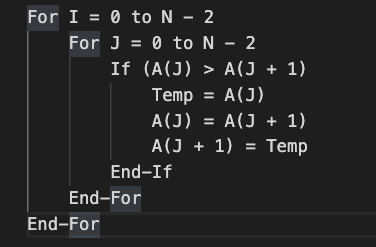 For I = 0 to N - 2
For J = 0 to N - 2
If (A(J) > A(J + 1)
Temp = A(J)
A(J) = A(J + 1)
A(J + 1) = Temp
End-If
End-For
End-For